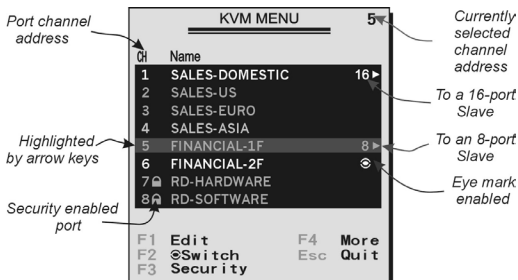 KVM MENU
5
Currently selected channel address
Port channel address
CH Name
1 SALES-DOMESTIC 16
2 SALES-US
3 SALES-EURO
4 SALES-ASIA
5 FINANCIAL-1F 8
6 FINANCIAL-2F
7 RD-HARDWARE
8 RD-SOFTWARE
To a 16-port Slave
Highlighted by arrow keys
To an 8-port Slave
Eye mark enabled
Security enabled port
F1 Edit F4 More
F2 Switch Esc Quit
F3 Security